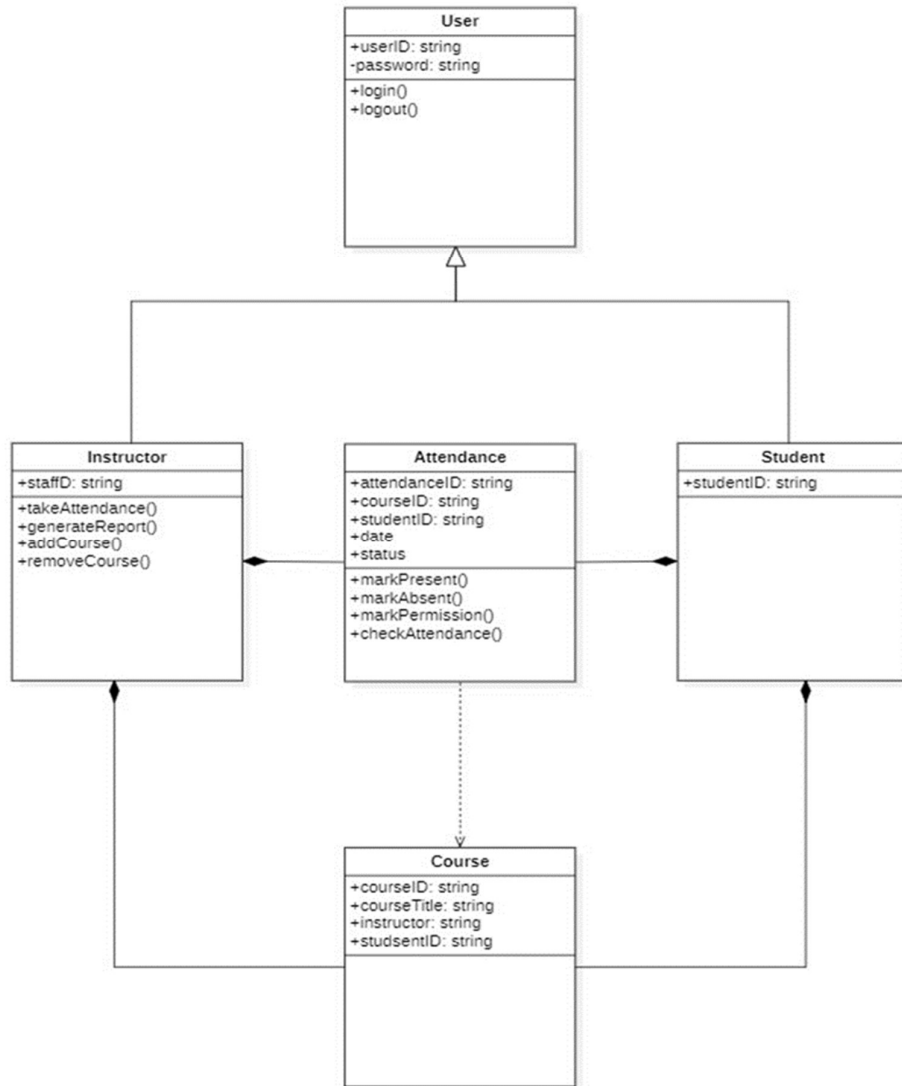 User
+userID: string
-password: string
+login()
+logout()
Instructor
+staffD: string
+takeAttendance()
+generateReport()
+addCourse()
+removeCourse()
Attendance
+attendanceID: string
+courseID: string
+studentID: string
+date
+status
+markPresent()
+markAbsent()
+markPermission()
+checkAttendance()
Student
+studentID: string
Course
+courseID: string
+courseTitle: string
+instructor: string
+studsentID: string